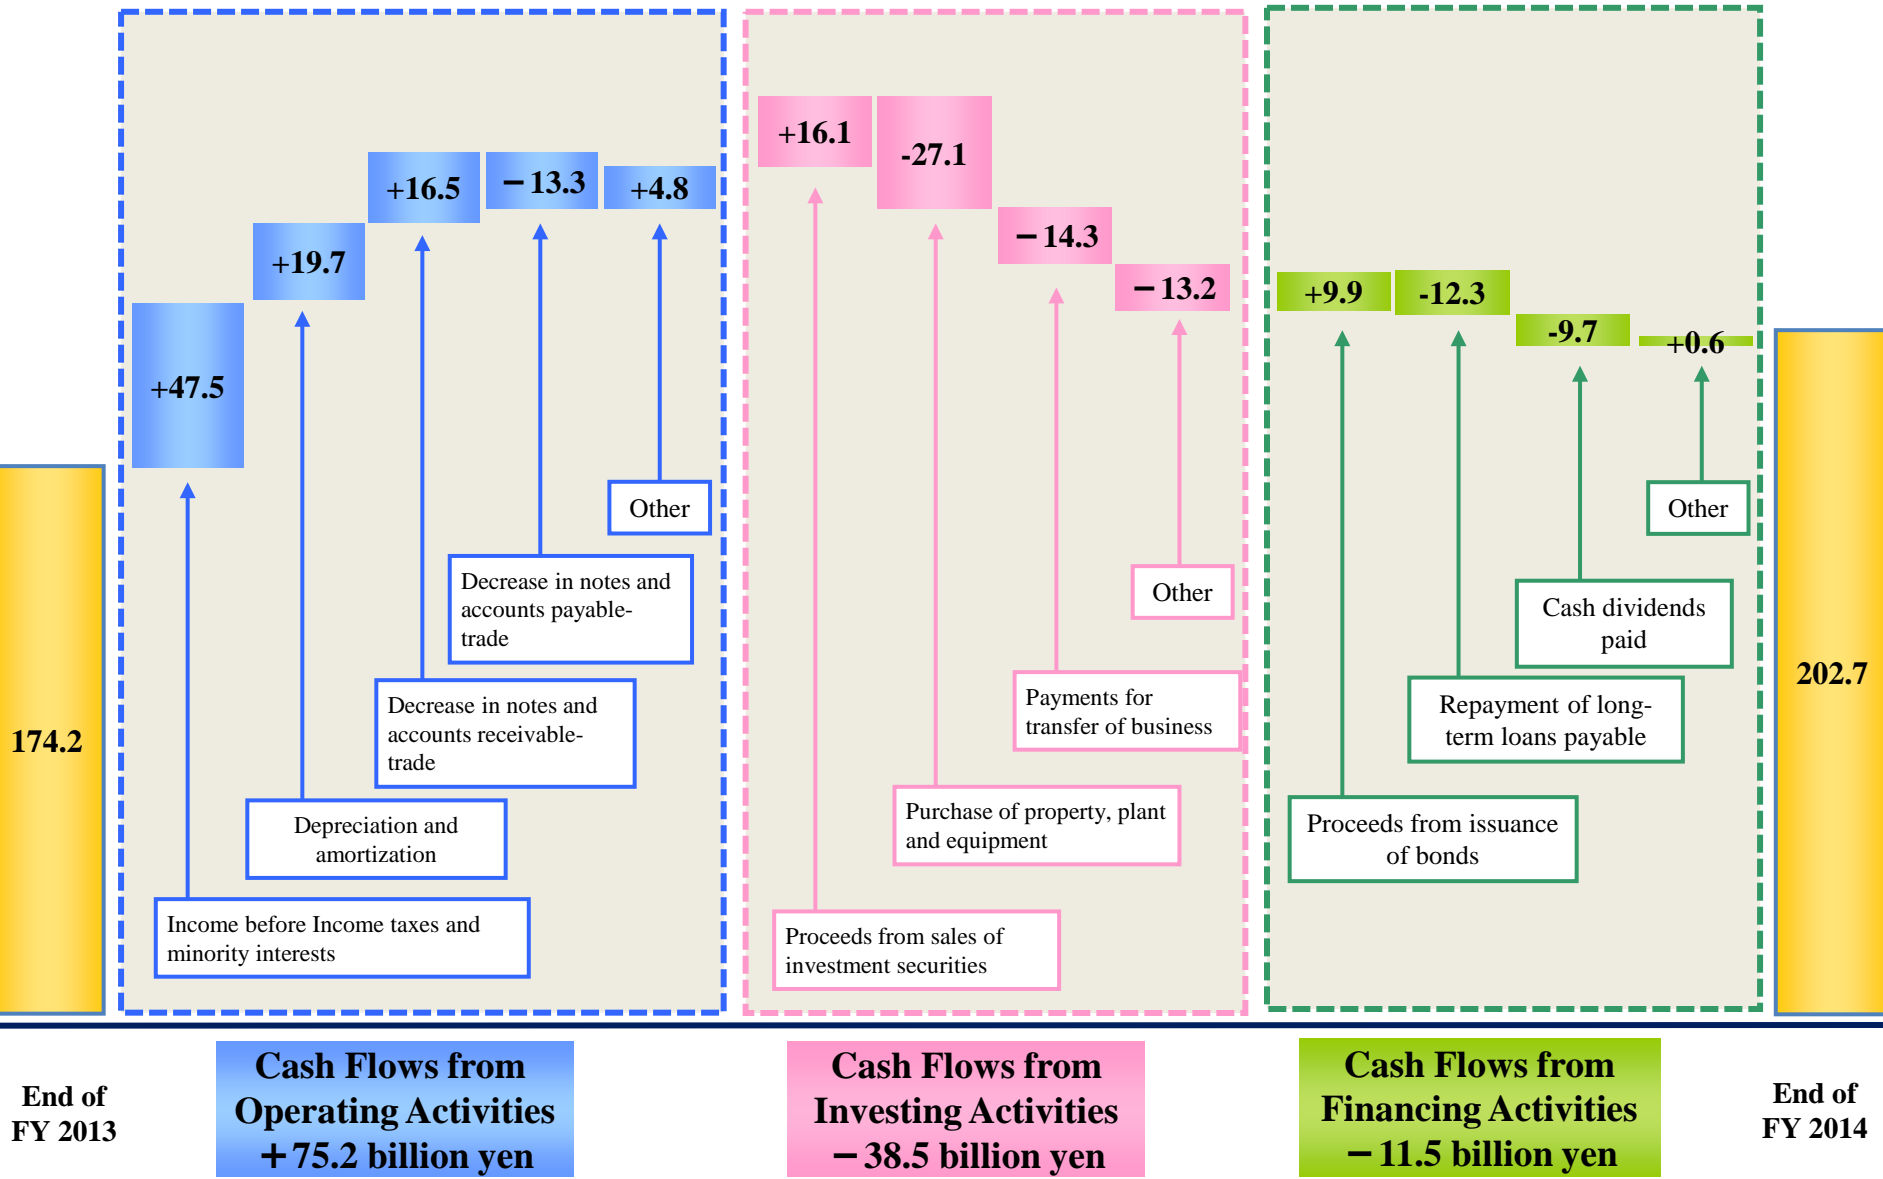 174.2
+47.5
+19.7
+16.5
−13.3
+4.8
Other
Decrease in notes and
accounts payable-
trade
Decrease in notes and
accounts receivable-
trade
Depreciation and
amortization
Income before Income taxes and
minority interests
+16.1
-27.1
−14.3
−13.2
Other
Payments for
transfer of business
Purchase of property, plant
and equipment
Proceeds from sales of
investment securities
+9.9
-12.3
-9.7
+0.6
Other
Cash dividends
paid
Repayment of long-
term loans payable
Proceeds from issuance
of bonds
202.7
End of
FY 2013
Cash Flows from
Operating Activities
+75.2 billion yen
Cash Flows from
Investing Activities
−38.5 billion yen
Cash Flows from
Financing Activities
−11.5 billion yen
End of
FY 2014